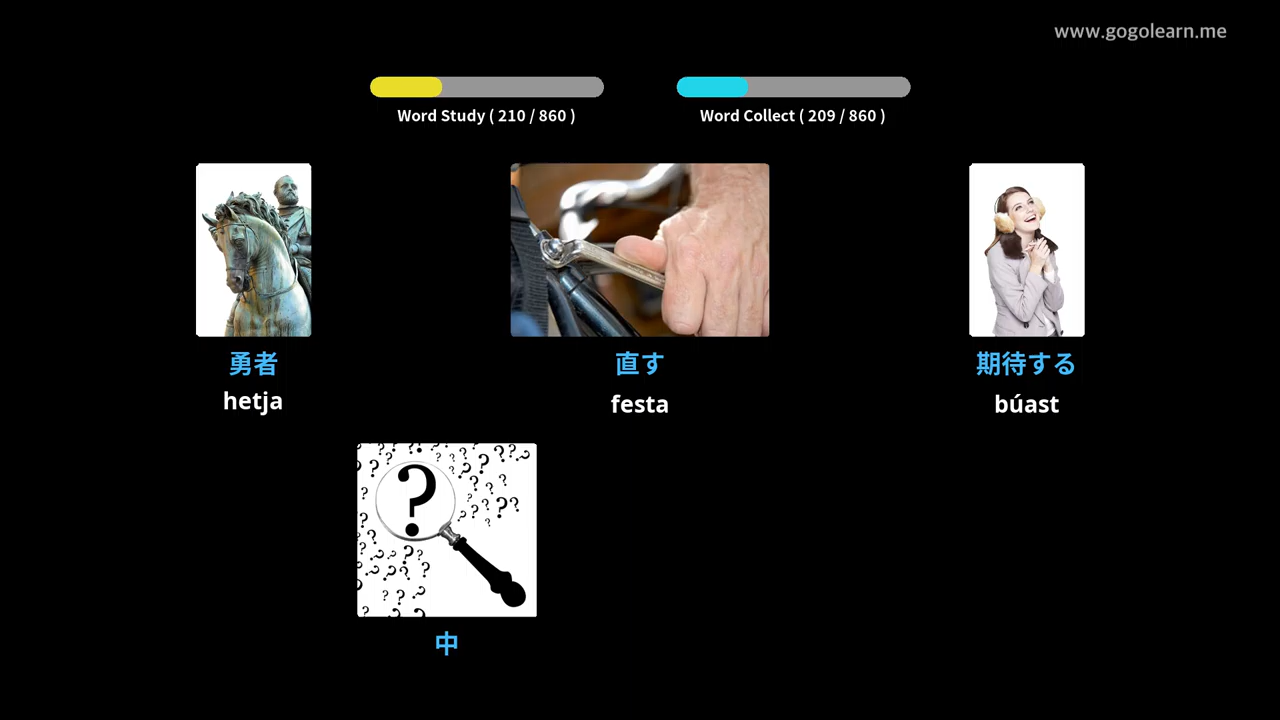 www.gogolearn.me
Word Study ( 210 / 860 )
Word Collect ( 209 / 860 )
勇者
hetja
直す
festa
期待する
búast
中